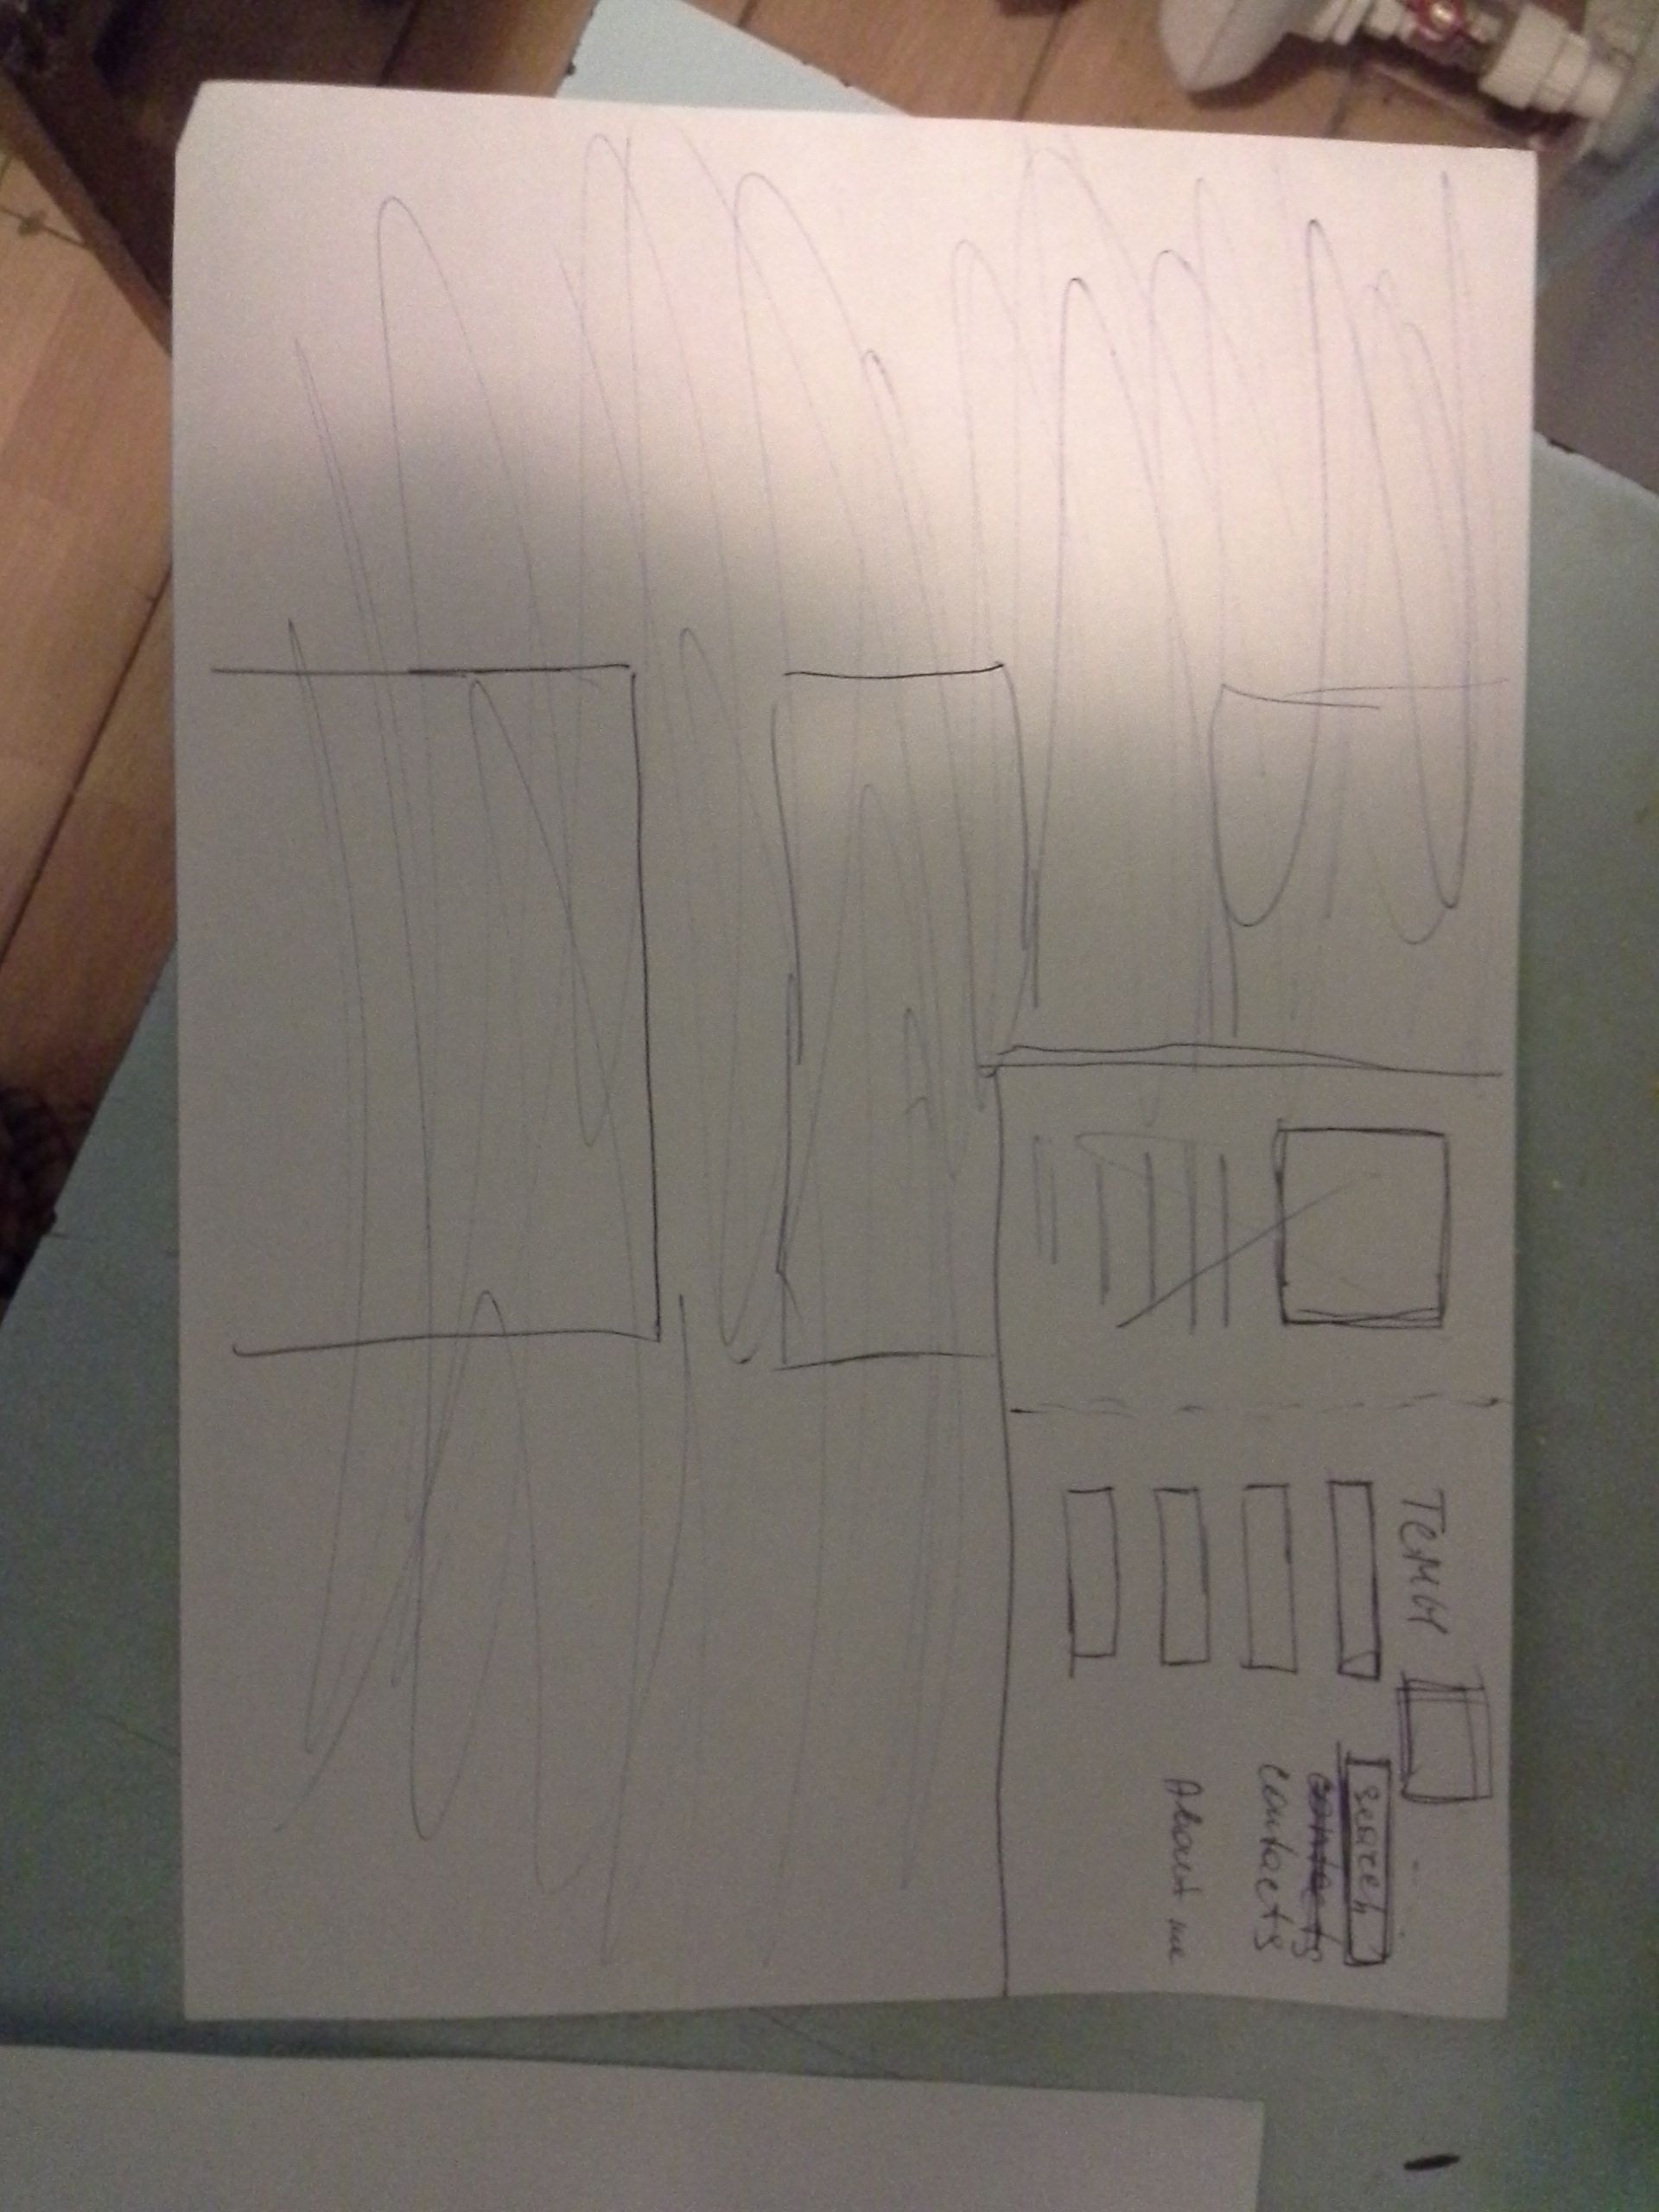 темы
search
contacts
contacts
About me